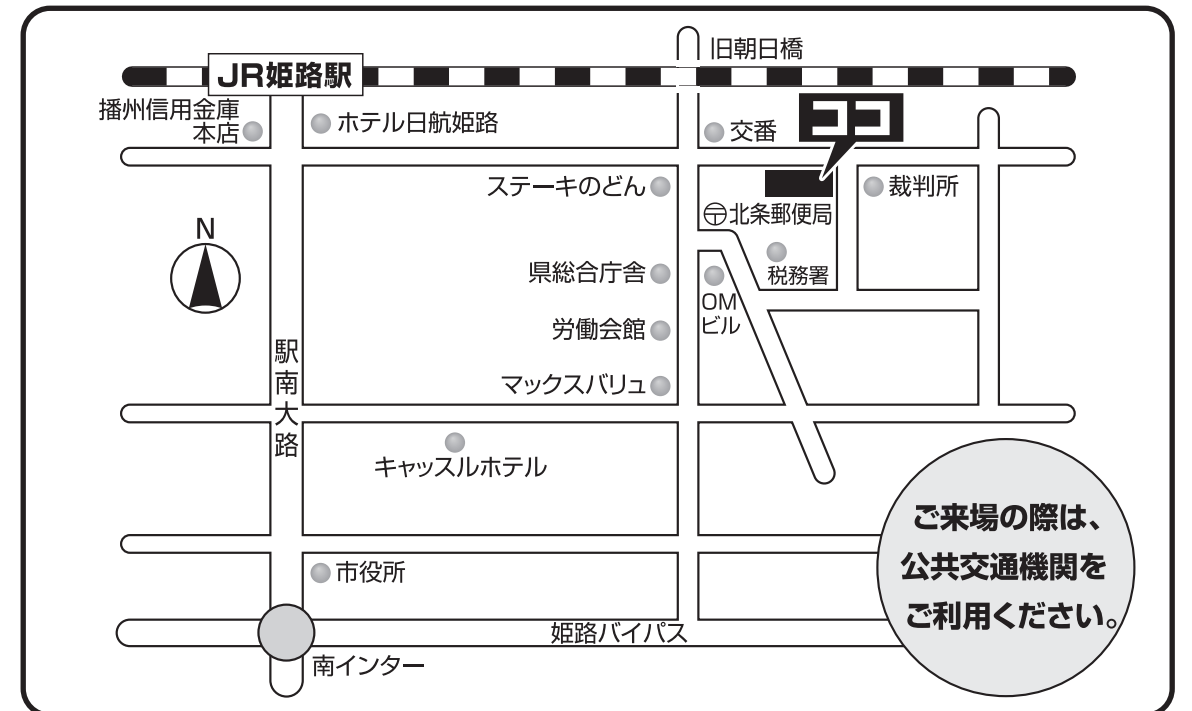 旧朝日橋
JR姫路駅
播州信用金庫
本店
ホテル日航姫路
交番
ココ
ステーキのどん
裁判所
〒北条郵便局
N
県総合庁舎
税務署
OM
ビル
労働会館
駅南大路
マックスバリュ
キャッスルホテル
ご来場の際は、
公共交通機関を
ご利用ください。
市役所
姫路バイパス
南インター